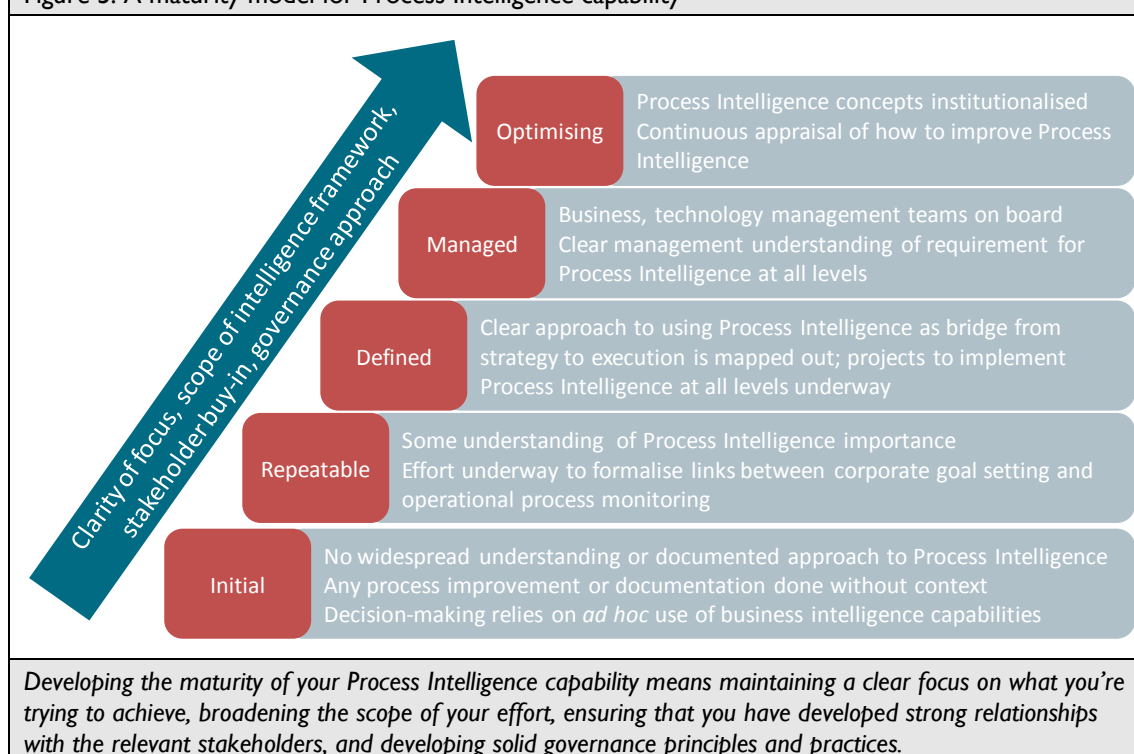 Figure 5: A maturity model for Process Intelligence capability
Clarity of focus, scope of intelligence framework,
stakeholder buy-in, governance approach
Optimising
Process Intelligence concepts institutionalised
Continuous appraisal of how to improve Process
Intelligence
Managed
Business, technology management teams on board
Clear management understanding of requirement for
Process Intelligence at all levels
Defined
Clear approach to using Process Intelligence as bridge from
strategy to execution is mapped out; projects to implement
Process Intelligence at all levels underway
Repeatable
Some understanding of Process Intelligence importance
Effort underway to formalise links between corporate goal setting and
operational process monitoring
Initial
No widespread understanding or documented approach to Process Intelligence
Any process improvement or documentation done without context
Decision-making relies on ad hoc use of business intelligence capabilities
Developing the maturity of your Process Intelligence capability means maintaining a clear focus on what you're
trying to achieve, broadening the scope of your effort, ensuring that you have developed strong relationships
with the relevant stakeholders, and developing solid governance principles and practices.